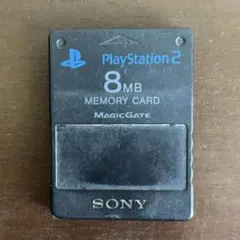 PlayStation 2
8MB
MEMORY CARD
MAGICGATE
SONY